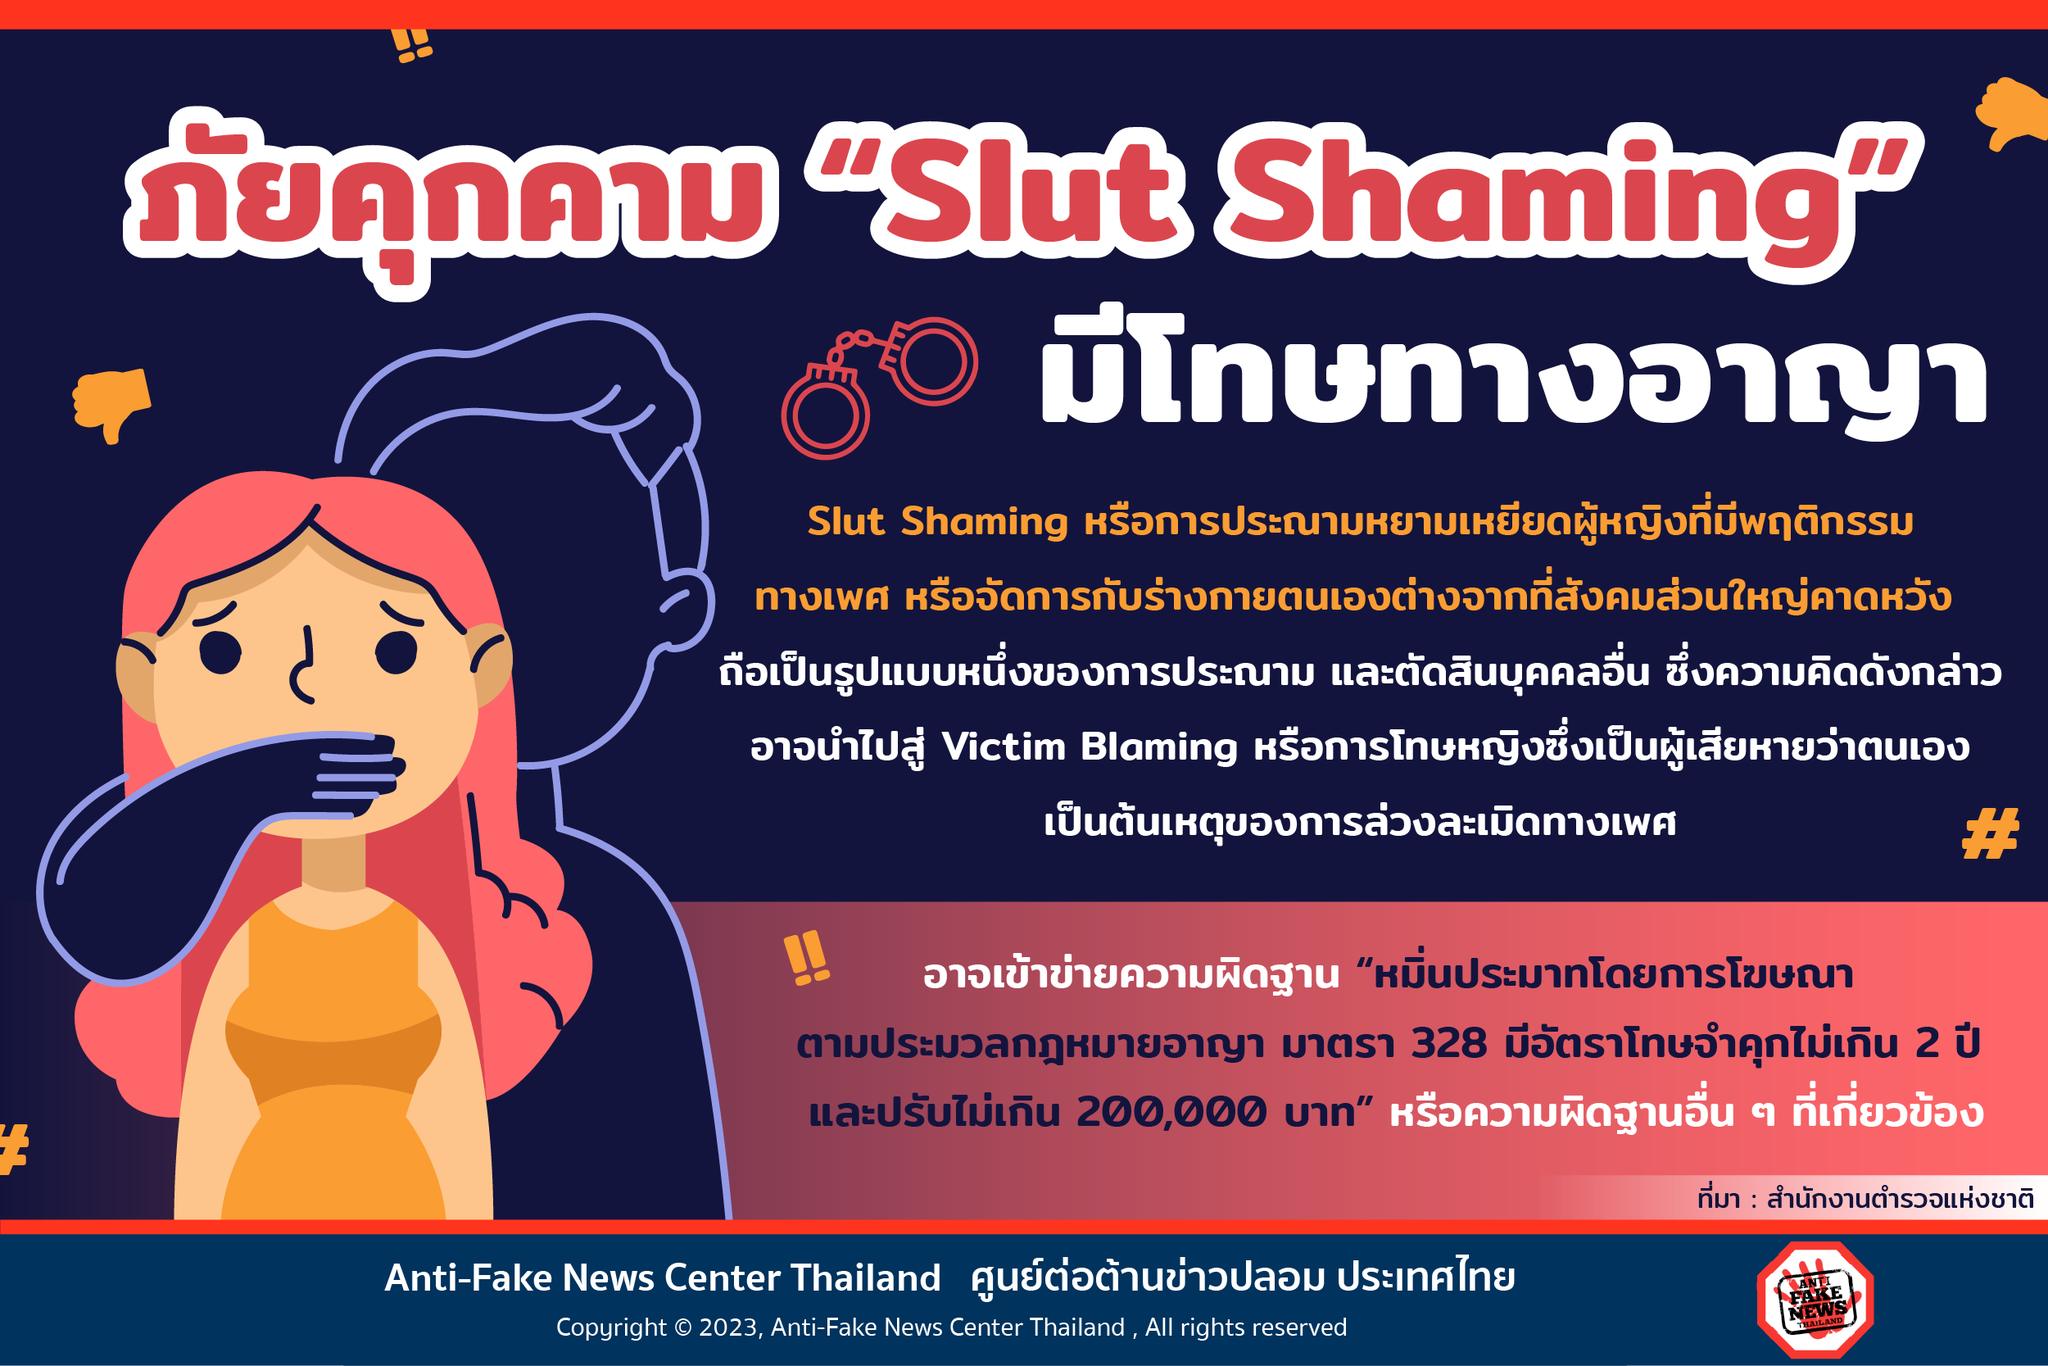 ภัยคุกคาม “Slut Shaming”
มีโทษทางอาญา
Slut Shaming หรือการประณามหยามเหยียดผู้หญิงที่มีพฤติกรรม
ทางเพศ หรือจัดการกับร่างกายตนเองต่างจากที่สังคมส่วนใหญ่คาดหวัง
ถือเป็นรูปแบบหนึ่งของการประณาม และตัดสินบุคคลอื่น ซึ่งความคิดดังกล่าว
อาจนำไปสู่ Victim Blaming หรือการโทษหญิงซึ่งเป็นผู้เสียหายว่าตนเอง
เป็นต้นเหตุของการล่วงละเมิดทางเพศ
อาจเข้าข่ายความผิดฐาน “หมิ่นประมาทโดยการโฆษณา
ตามประมวลกฎหมายอาญา มาตรา 328 มีอัตราโทษจำคุกไม่เกิน 2 ปี
และปรับไม่เกิน 200,000 บาท” หรือความผิดฐานอื่น ๆ ที่เกี่ยวข้อง
ที่มา : สำนักงานตำรวจแห่งชาติ
Anti-Fake News Center Thailand ศูนย์ต่อต้านข่าวปลอม ประเทศไทย
Copyright © 2023, Anti-Fake News Center Thailand , All rights reserved
ANTI
FAKE
NEWS
THAILAND